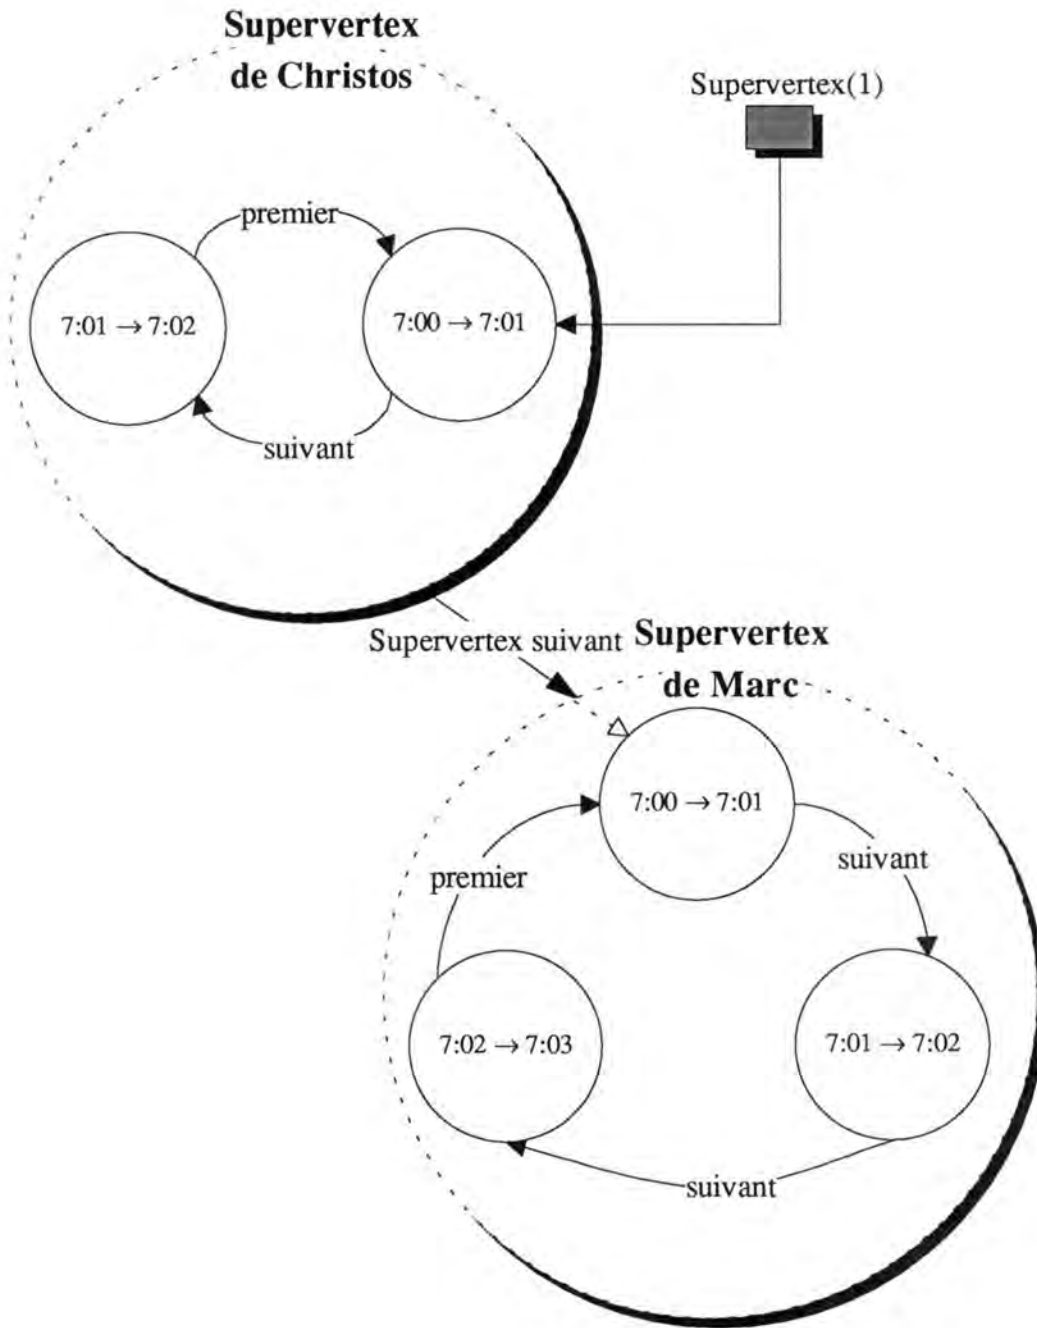 Supervertex
de Christos
Supervertex(1)
premier
7:01 → 7:02
7:00 → 7:01
suivant
Supervertex suivant
Supervertex
de Marc
7:00 → 7:01
suivant
premier
7:02 → 7:03
7:01 → 7:02
suivant